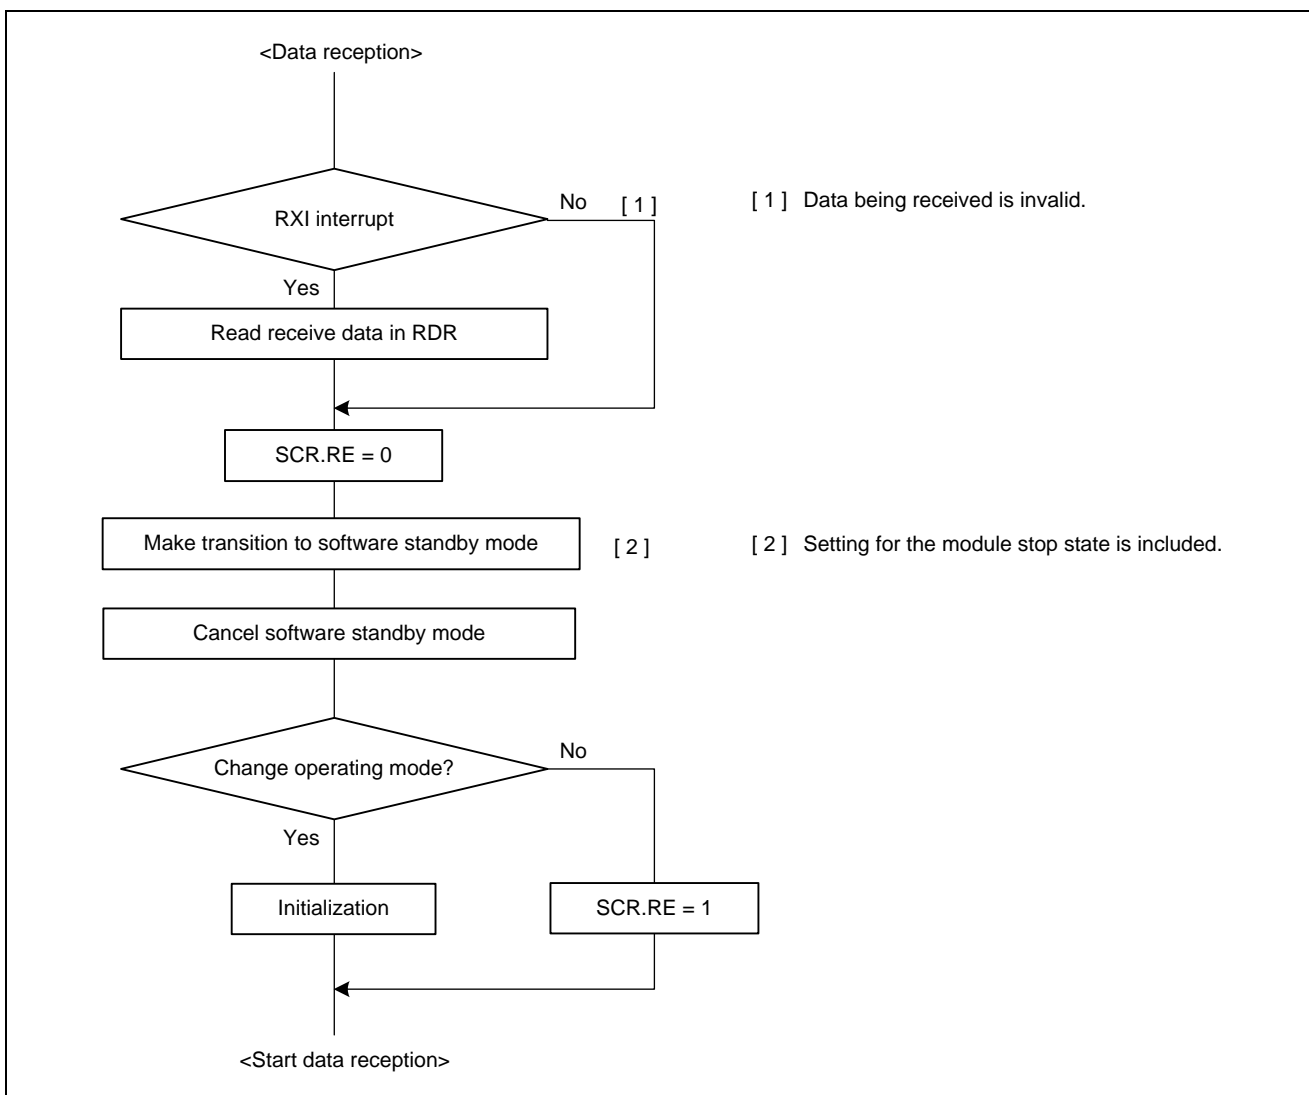 <Data reception>
RXI interrupt
No
[ 1 ]
[ 1 ] Data being received is invalid.
Yes
Read receive data in RDR
SCR.RE = 0
Make transition to software standby mode
[ 2 ]
[ 2 ] Setting for the module stop state is included.
Cancel software standby mode
Change operating mode?
No
Yes
Initialization
SCR.RE = 1
<Start data reception>